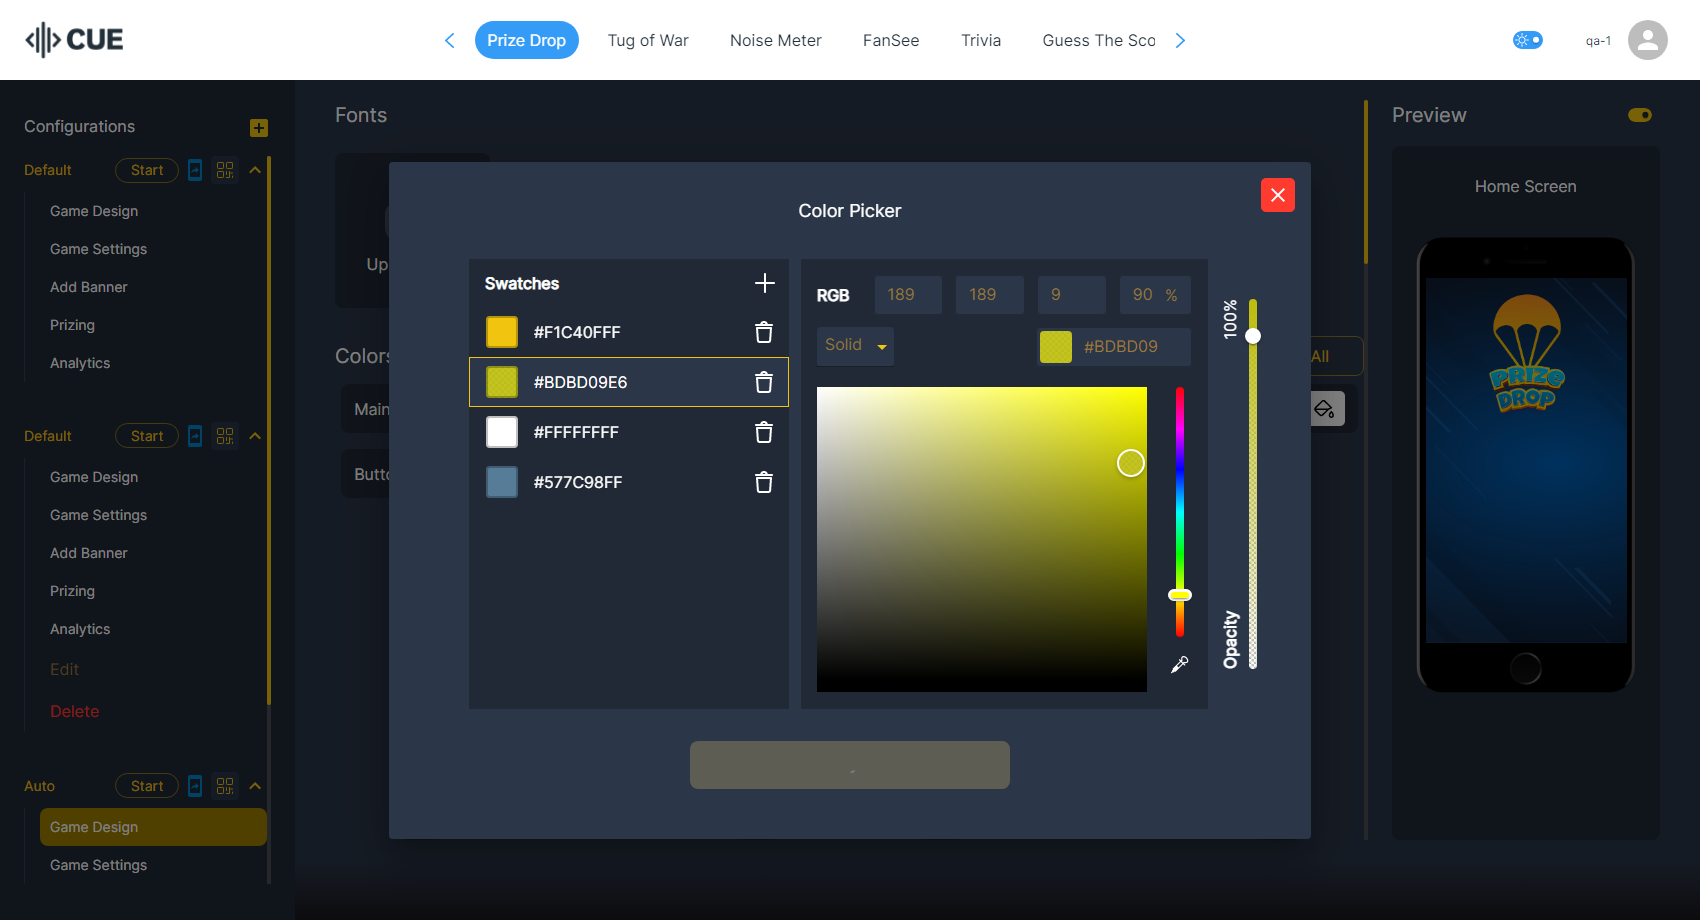 CUE
Prize Drop
Tug of War
Noise Meter
FanSee
Trivia
Guess The Sco
qa-1
Configurations
Default
Start
Game Design
Game Settings
Add Banner
Prizing
Analytics
Default
Start
Game Design
Game Settings
Add Banner
Prizing
Analytics
Edit
Delete
Auto
Start
Game Design
Game Settings
Fonts
Up
Colors
Main
Butto
All
Color Picker
Swatches
#F1C40FFF
#BDBD09E6
#FFFFFFFF
#577C98FF
RGB
189
189
9
90 %
Solid
#BDBD09
100%
Opacity
Preview
Home Screen
PRIZE
DROP